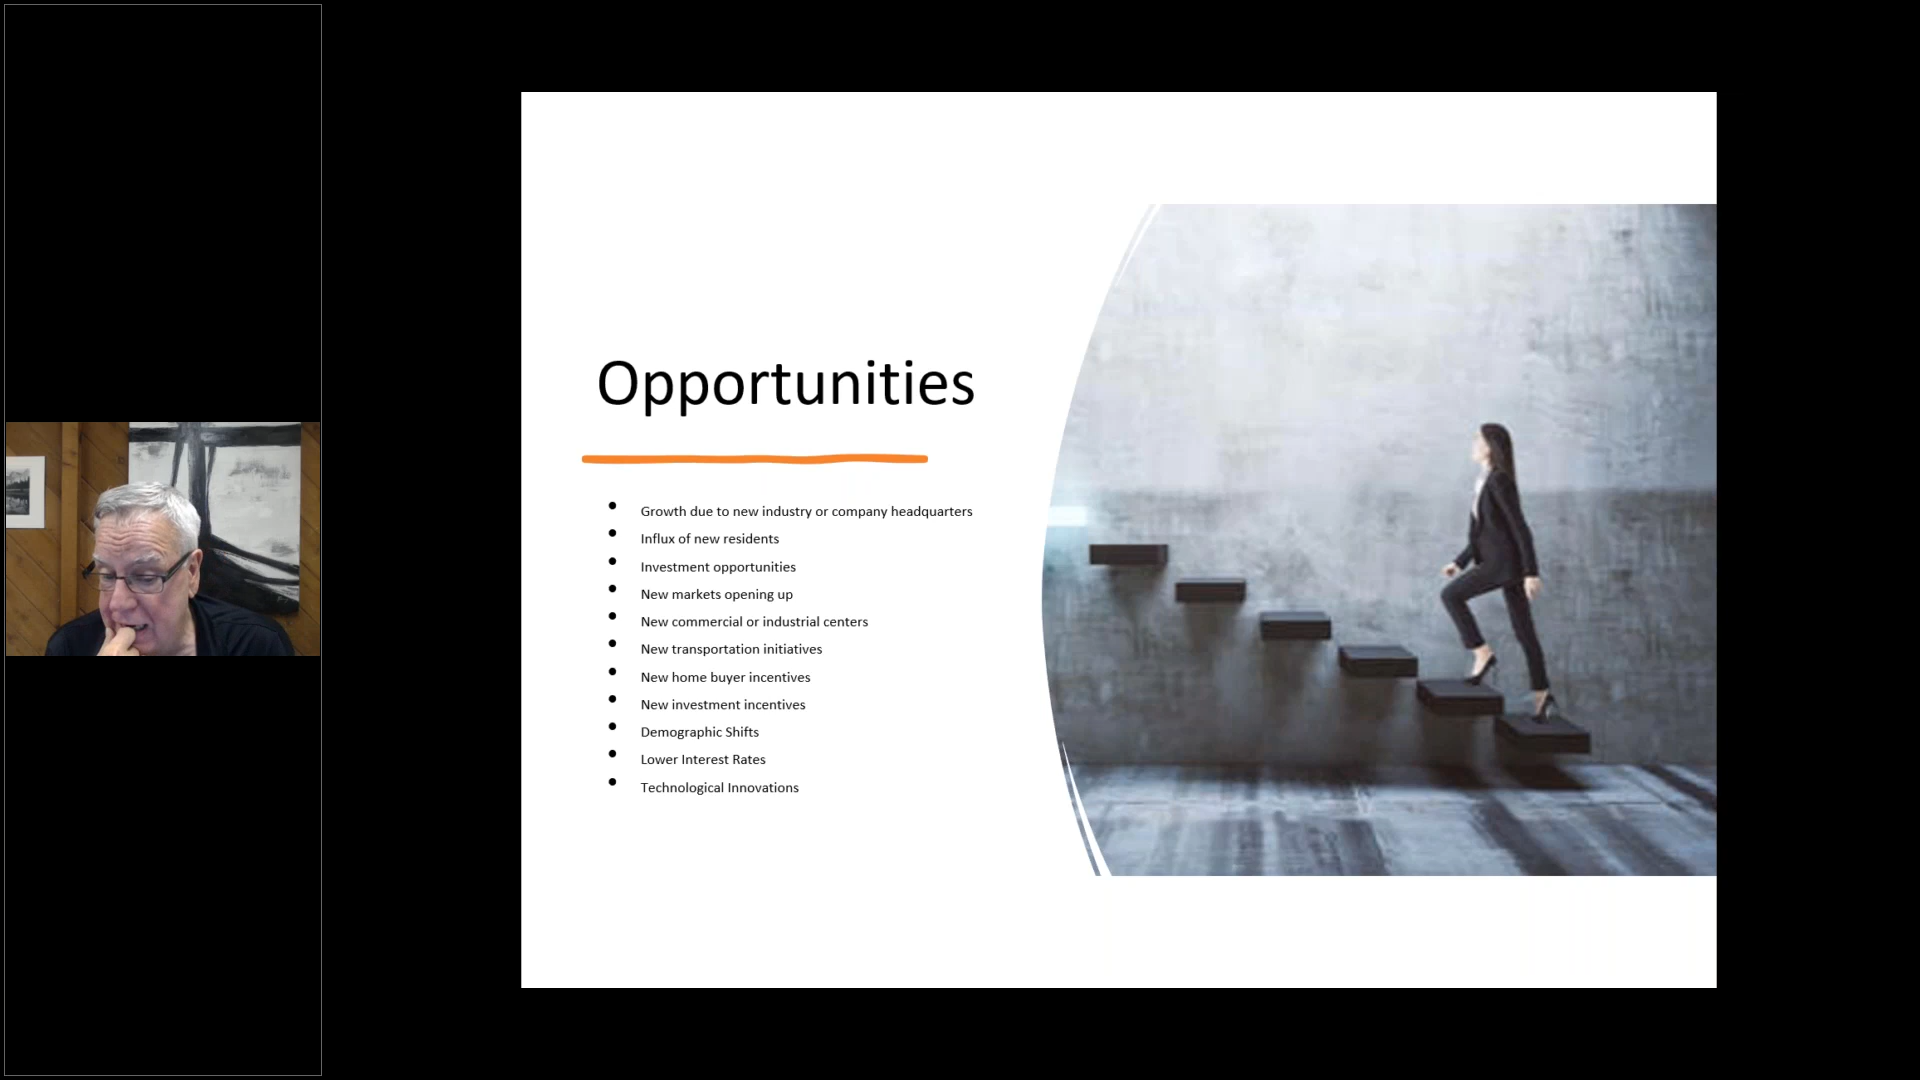 Opportunities
• Growth due to new industry or company headquarters
• Influx of new residents
• Investment opportunities
• New markets opening up
• New commercial or industrial centers
• New transportation initiatives
• New home buyer incentives
• New investment incentives
• Demographic Shifts
• Lower Interest Rates
• Technological Innovations